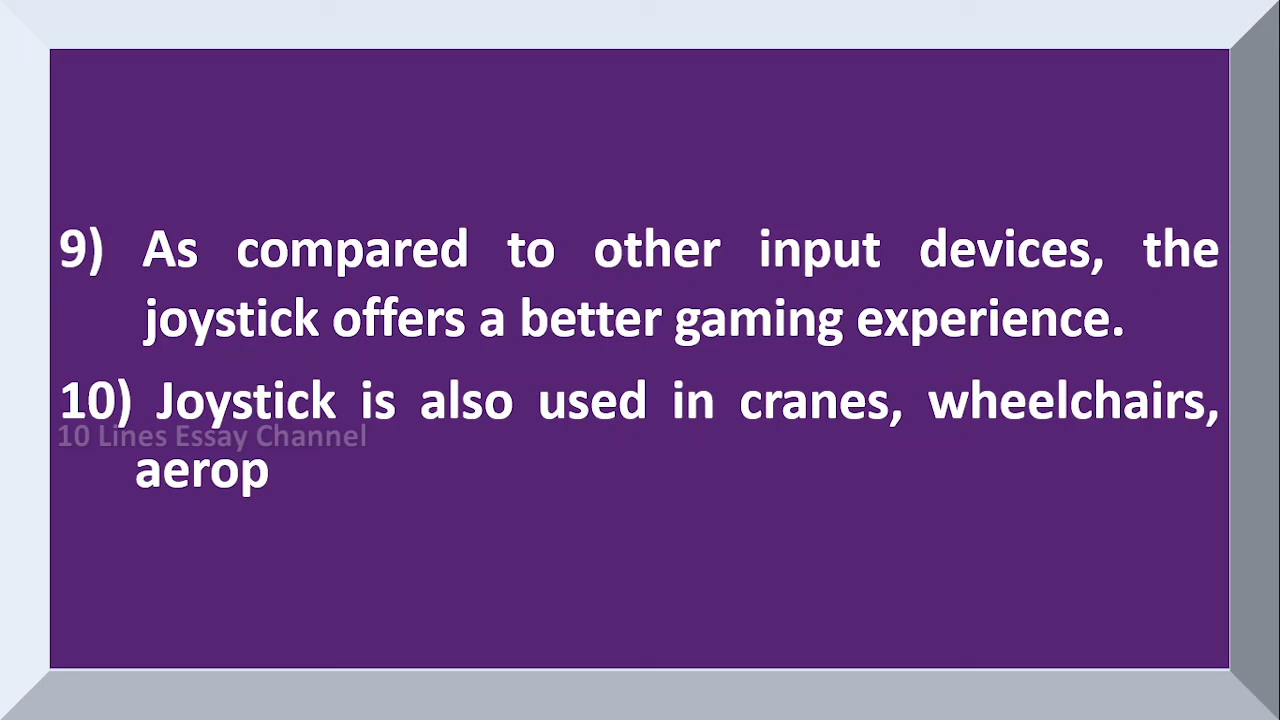 9) As compared to other input devices, the
joystick offers a better gaming experience.
10) Joystick is also used in cranes, wheelchairs,
10 Lines Essay Channel
aerop